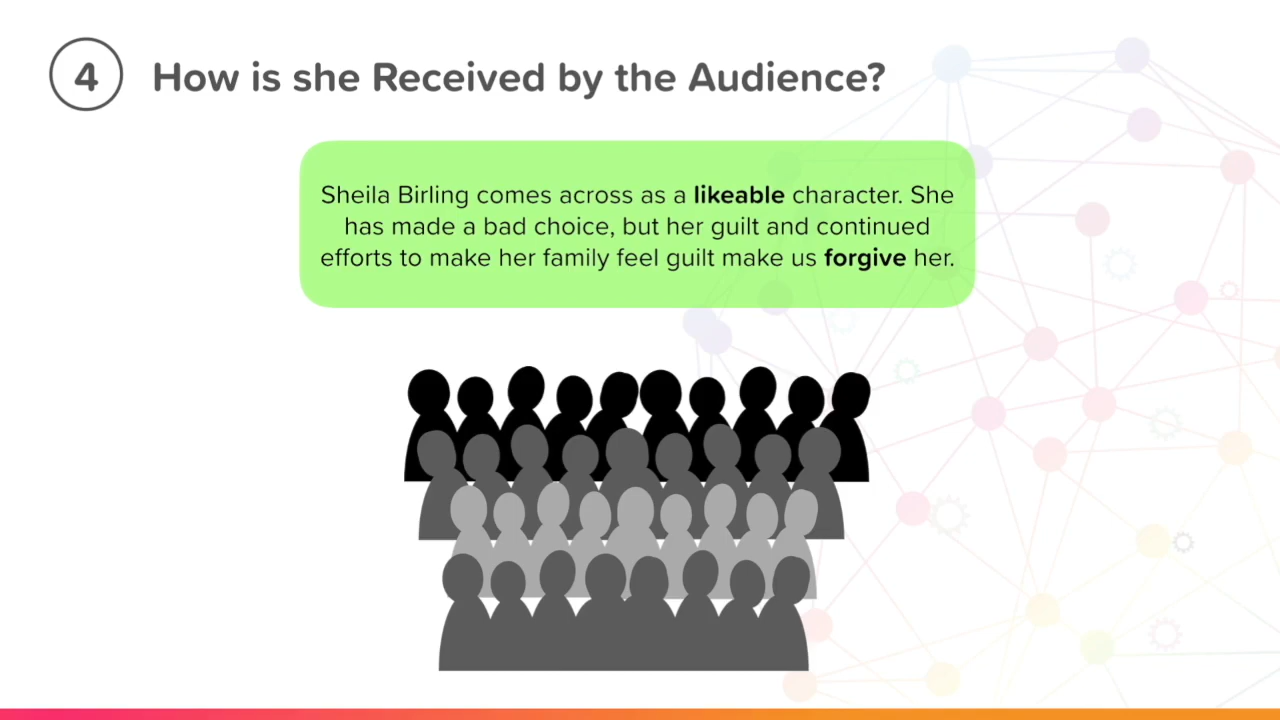 4
How is she Received by the Audience?
Sheila Birling comes across as a likeable character. She
has made a bad choice, but her guilt and continued
efforts to make her family feel guilt make us forgive her.